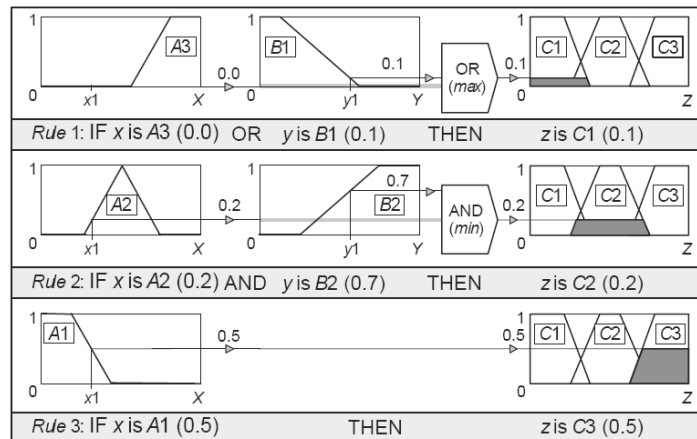 1 A3 1 B1 1 C1 C2 C3
0.0 0.1 OR (max) 0.1
0 x1 X 0 y1 Y 0 Z
Rule 1: IF x is A3 (0.0) OR y is B1 (0.1) THEN z is C1 (0.1)
1 A2 1 0.7 1 C1 C2 C3
0.2 B2 AND (min) 0.2
0 x1 X 0 y1 Y 0 Z
Rule 2: IF x is A2 (0.2) AND y is B2 (0.7) THEN z is C2 (0.2)
1 A1 1 C1 C2 C3
0.5 0.5
0 x1 X 0 Z
Rule 3: IF x is A1 (0.5) THEN z is C3 (0.5)